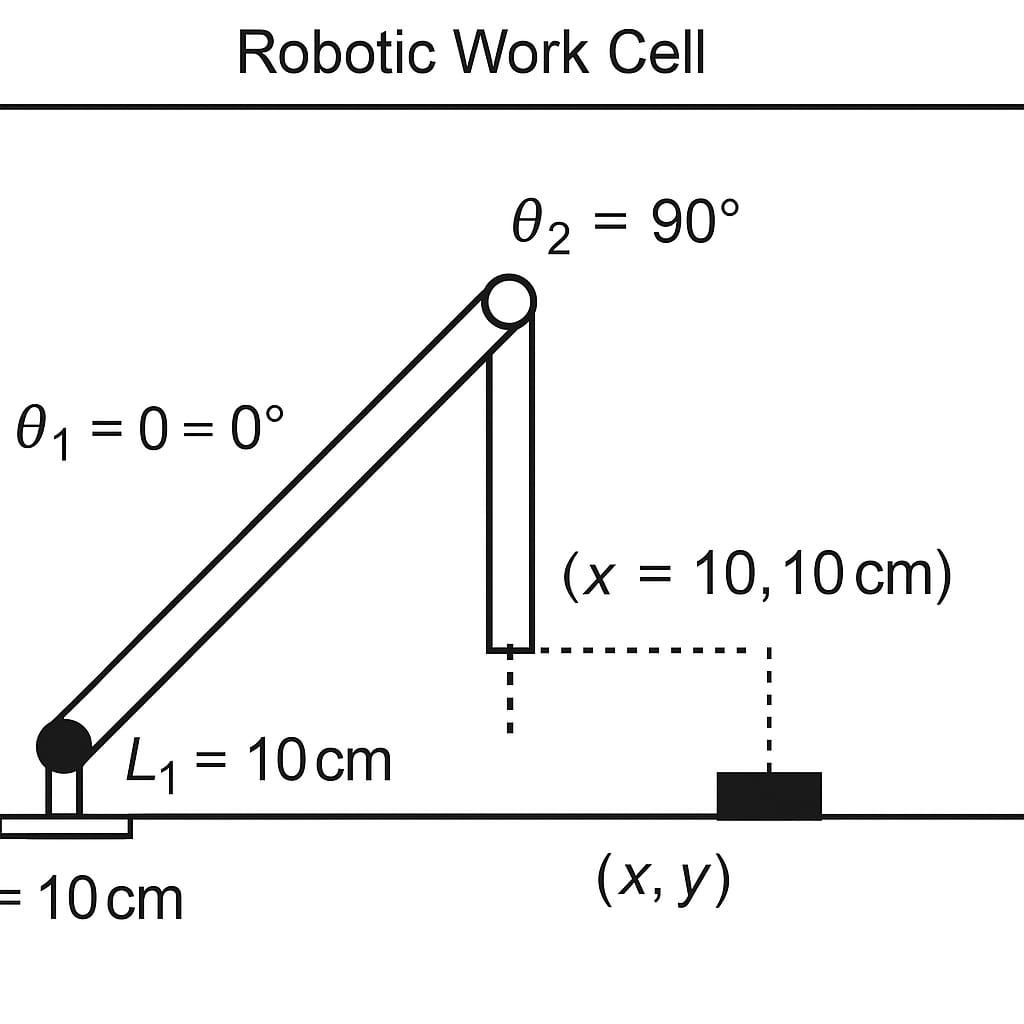 Robotic Work Cell
θ₂ = 90°
θ₁ = 0 = 0°
(x = 10, 10 cm)
L₁ = 10 cm
= 10 cm
(x, y)